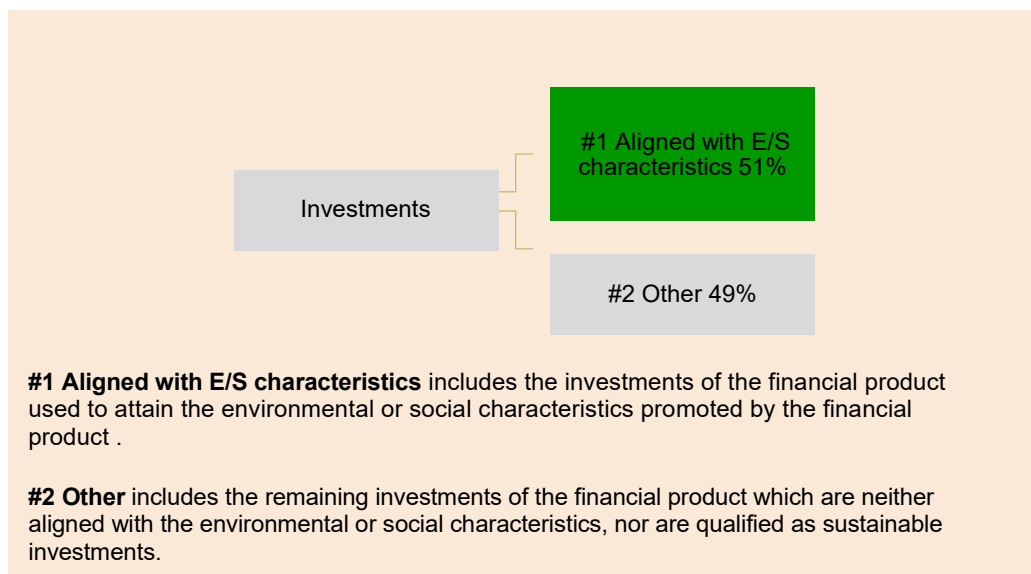 #1 Aligned with E/S
characteristics 51%
Investments
#2 Other 49%
#1 Aligned with E/S characteristics includes the investments of the financial product
used to attain the environmental or social characteristics promoted by the financial
product .
#2 Other includes the remaining investments of the financial product which are neither
aligned with the environmental or social characteristics, nor are qualified as sustainable
investments.